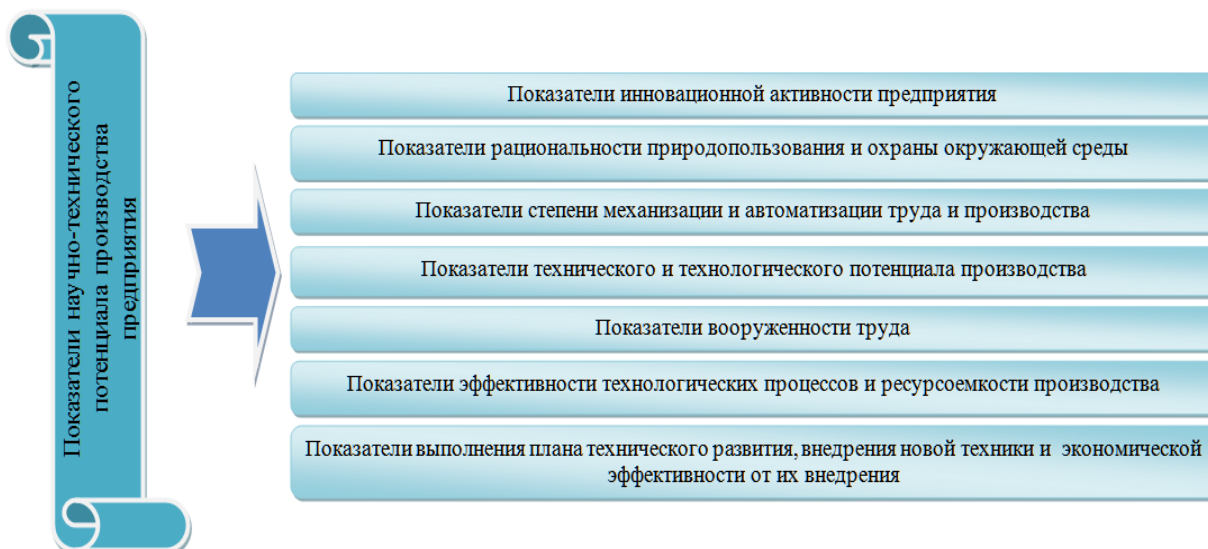 Показатели научно-технического
потенциала производства
предприятия
Показатели инновационной активности предприятия
Показатели рациональности природопользования и охраны окружающей среды
Показатели степени механизации и автоматизации труда и производства
Показатели технического и технологического потенциала производства
Показатели вооруженности труда
Показатели эффективности технологических процессов и ресурсоемкости производства
Показатели выполнения плана технического развития, внедрения новой техники и экономической
эффективности от их внедрения